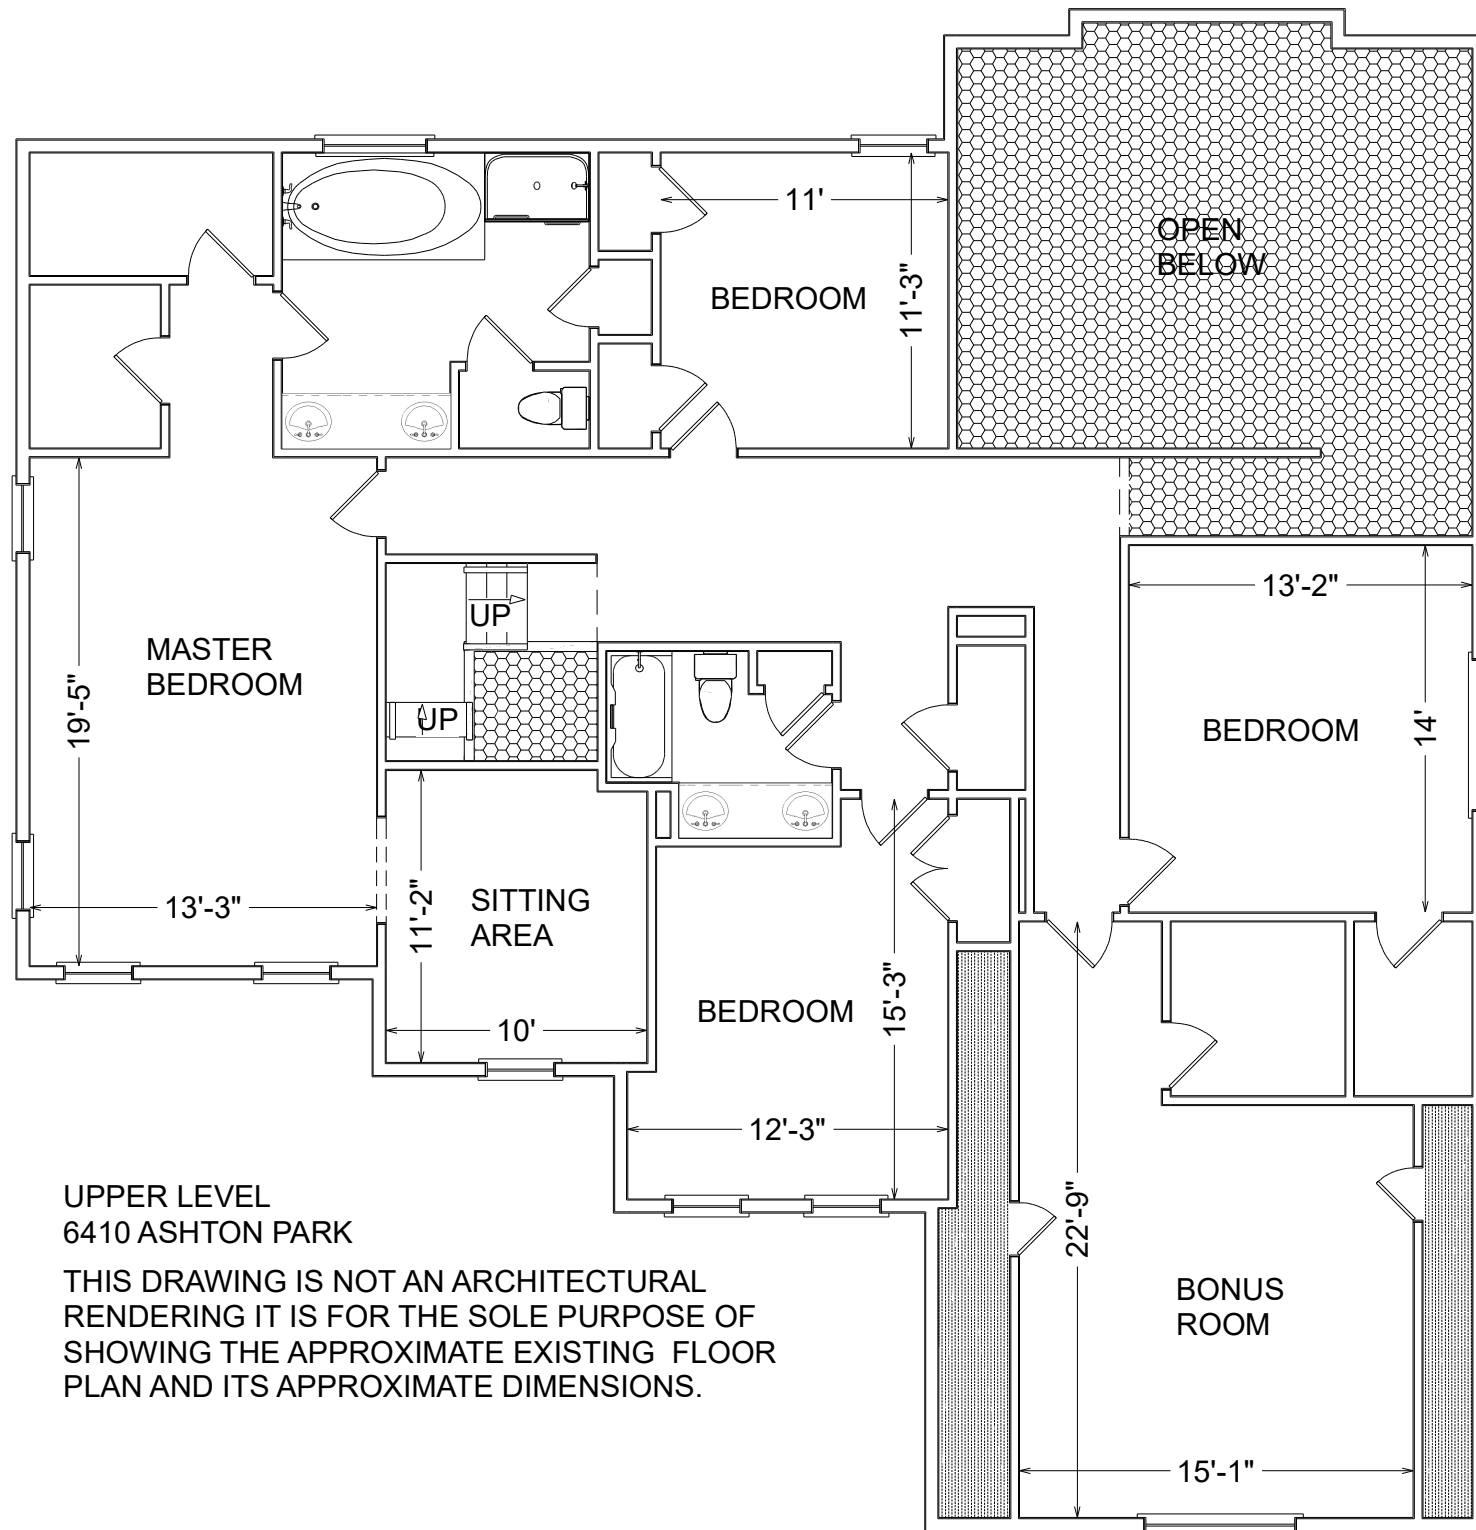 11'
OPEN
BELOW
BEDROOM
11'-3"
13'-2"
UP
MASTER
BEDROOM
19'-5"
UP
BEDROOM
14'
13'-3"
11'-2"
SITTING
AREA
10'
BEDROOM
15'-3"
12'-3"
UPPER LEVEL
6410 ASHTON PARK
THIS DRAWING IS NOT AN ARCHITECTURAL
RENDERING IT IS FOR THE SOLE PURPOSE OF
SHOWING THE APPROXIMATE EXISTING FLOOR
PLAN AND ITS APPROXIMATE DIMENSIONS.
22'-9"
BONUS
ROOM
15'-1"